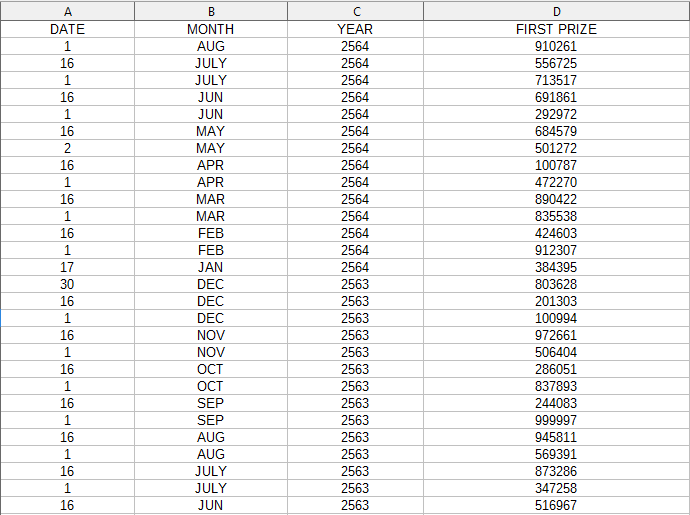 A B C D
DATE MONTH YEAR FIRST PRIZE
1 AUG 2564 910261
16 JULY 2564 556725
1 JULY 2564 713517
16 JUN 2564 691861
1 JUN 2564 292972
16 MAY 2564 684579
2 MAY 2564 501272
16 APR 2564 100787
1 APR 2564 472270
16 MAR 2564 890422
1 MAR 2564 835538
16 FEB 2564 424603
1 FEB 2564 912307
17 JAN 2564 384395
30 DEC 2563 803628
16 DEC 2563 201303
1 DEC 2563 100994
16 NOV 2563 972661
1 NOV 2563 506404
16 OCT 2563 286051
1 OCT 2563 837893
16 SEP 2563 244083
1 SEP 2563 999997
16 AUG 2563 945811
1 AUG 2563 569391
16 JULY 2563 873286
1 JULY 2563 347258
16 JUN 2563 516967